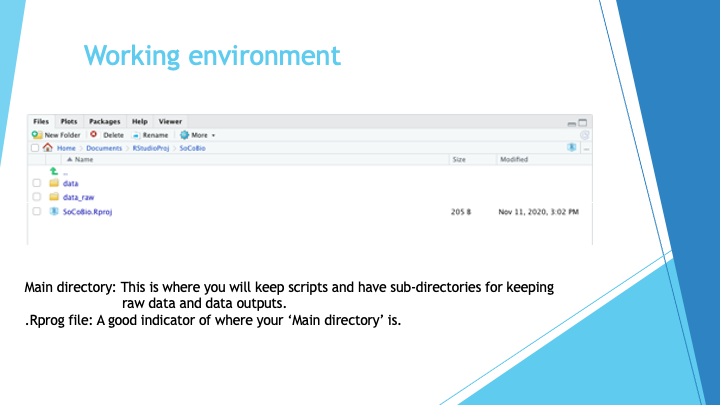 Working environment
Files Plots Packages Help Viewer
New Folder Delete Rename More
Home Documents RStudioProj SoCoBio ...
Name Size Modified
..
data
data_raw
SoCoBio.Rproj 205 B Nov 11, 2020, 3:02 PM
Main directory: This is where you will keep scripts and have sub-directories for keeping
raw data and data outputs.
.Rprog file: A good indicator of where your ‘Main directory’ is.